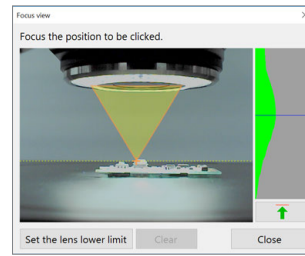 Focus view
Focus the position to be clicked.
Set the lens lower limit
Clear
Close